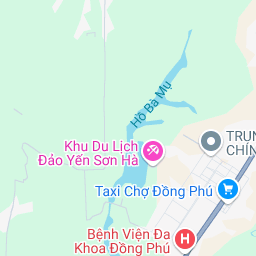 Hồ Bà Mụ
Khu Du Lịch
Đảo Yến Sơn Hà
TRUN
CHÍN
Taxi Chợ Đồng Phú
Bệnh Viện Đa
Khoa Đồng Phú
H